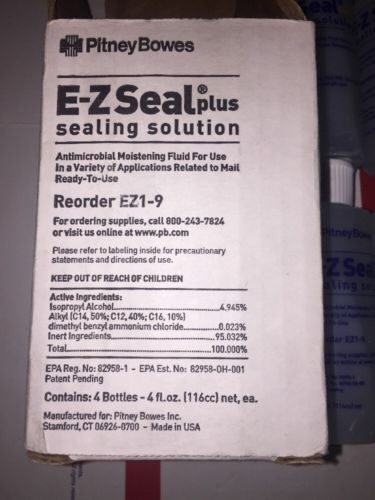 PitneyBowes
E-ZSeal®plus
sealing solution
Antimicrobial Moistening Fluid For Use
In a Variety of Applications Related to Mail
Ready-To-Use
Reorder EZ1-9
For ordering supplies, call 800-243-7824
or visit us online at www.pb.com
Please refer to labeling inside for precautionary
statements and directions of use.
KEEP OUT OF REACH OF CHILDREN
Active Ingredients:
Isopropyl Alcohol....4.945%
Alkyl (C14, 50%; C12, 40%; C16, 10%)
dimethyl benzyl ammonium chloride....0.023%
Inert Ingredients....95.032%
Total....100.000%
EPA Reg. No: 82958-1 - EPA Est. No: 82958-OH-001
Patent Pending
Contains: 4 Bottles - 4 fl.oz. (116cc) net, ea.
Manufactured for: Pitney Bowes Inc.
Stamford, CT 06926-0700 - Made in USA
PitneyBowes
E-Z Seal
sealing solution
Reorder EZ1-9